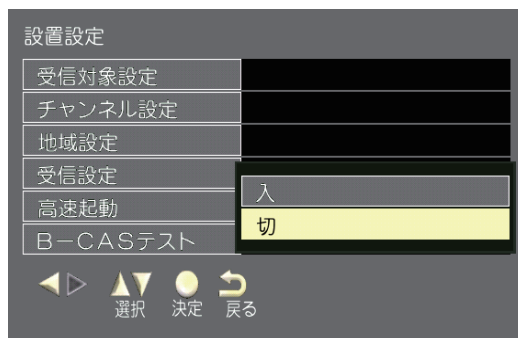 設置設定
受信対象設定
チャンネル設定
地域設定
受信設定
高速起動
入
切
B－CASテスト
選択 決定 戻る